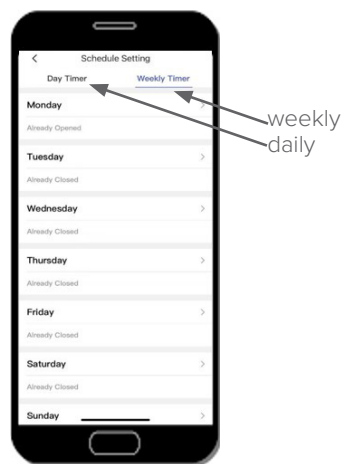 Schedule Setting
Day Timer Weekly Timer
Monday
Already Opened
Tuesday
Already Closed
Wednesday
Already Closed
Thursday
Already Closed
Friday
Already Closed
Saturday
Already Closed
Sunday
weekly
daily